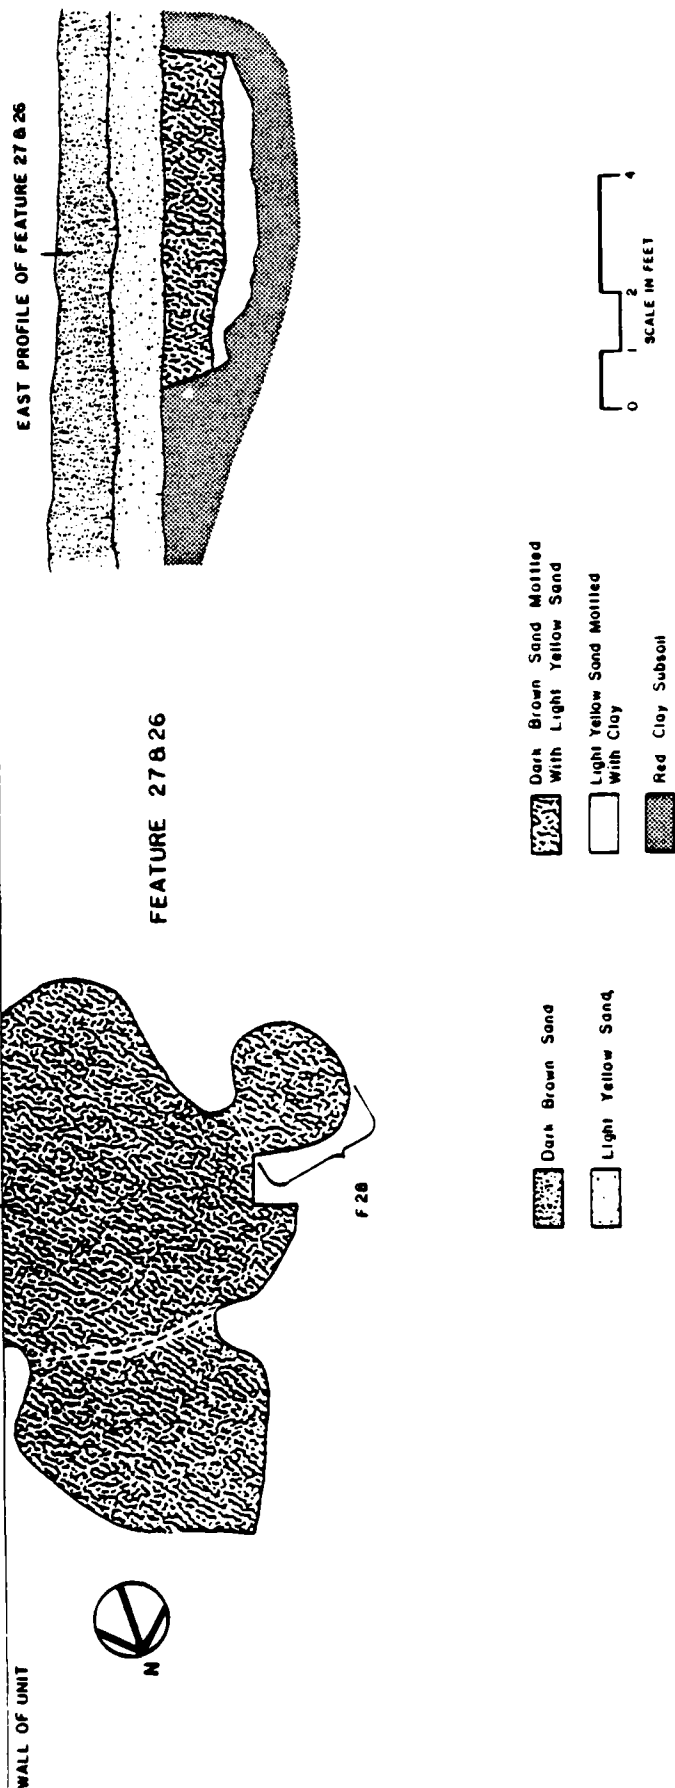 WALL OF UNIT
N
FEATURE 27 & 26
F 28
EAST PROFILE OF FEATURE 27 & 26
Dark Brown Sand
Light Yellow Sand,
Dark Brown Sand Mottled
With Light Yellow Sand
Light Yellow Sand Mottled
With Clay
Red Clay Subsoil
0 1 2 4
SCALE IN FEET